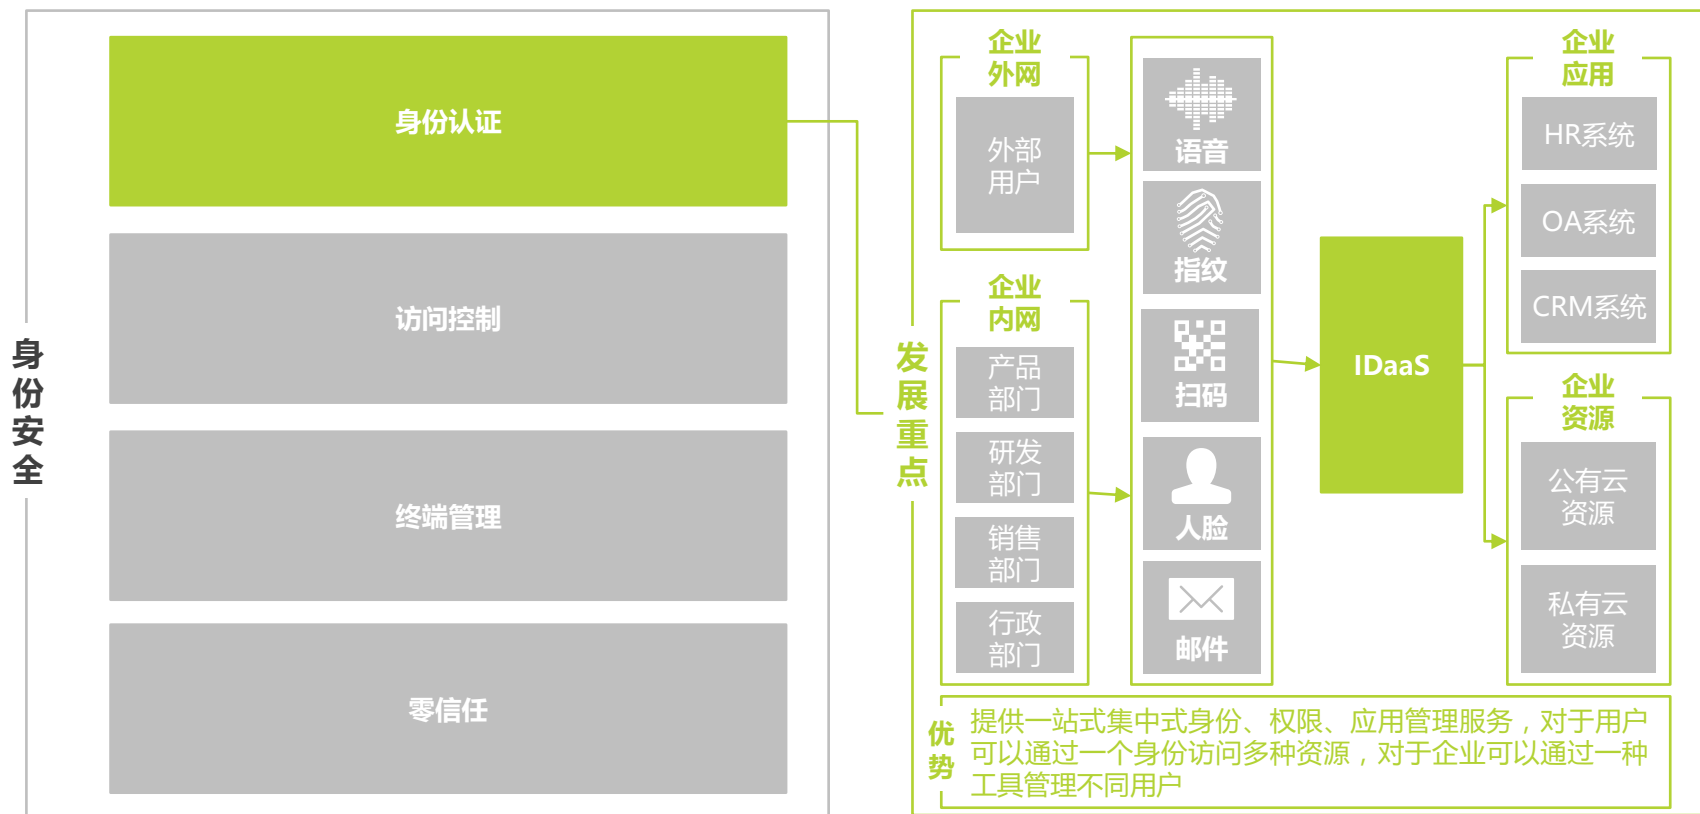 身份安全
身份认证
访问控制
终端管理
零信任
发展重点
企业
外网
外部
用户
企业
内网
产品
部门
研发
部门
销售
部门
行政
部门
语音
指纹
扫码
人脸
邮件
IDaaS
企业
应用
HR系统
OA系统
CRM系统
企业
资源
公有云
资源
私有云
资源
优势
提供一站式集中式身份、权限、应用管理服务，对于用户
可以通过一个身份访问多种资源，对于企业可以通过一种
工具管理不同用户